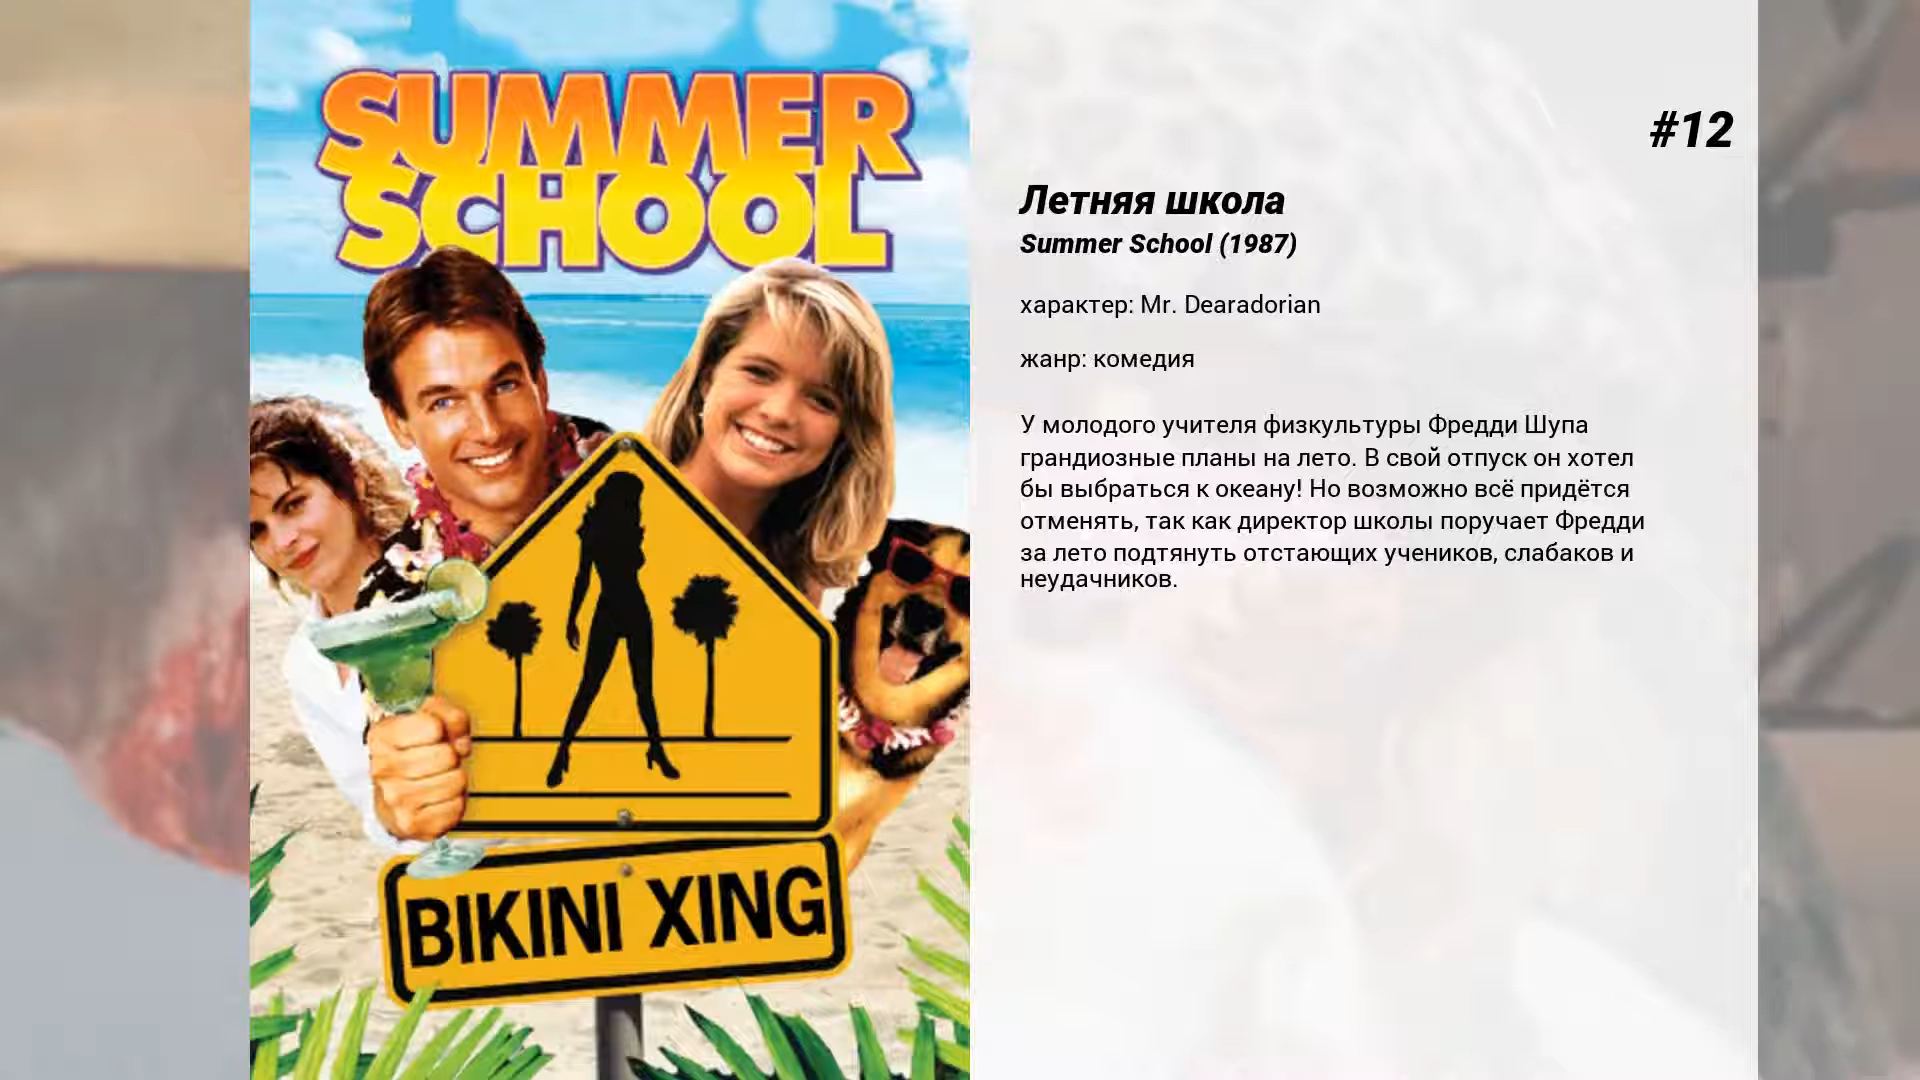 SUMMER
SCHOOL
BIKINI XING
#12
Летняя школа
Summer School (1987)
характер: Mr. Dearadorian
жанр: комедия
У молодого учителя физкультуры Фредди Шупа
грандиозные планы на лето. В свой отпуск он хотел
бы выбраться к океану! Но возможно всё придётся
отменять, так как директор школы поручает Фредди
за лето подтянуть отстающих учеников, слабаков и
неудачников.